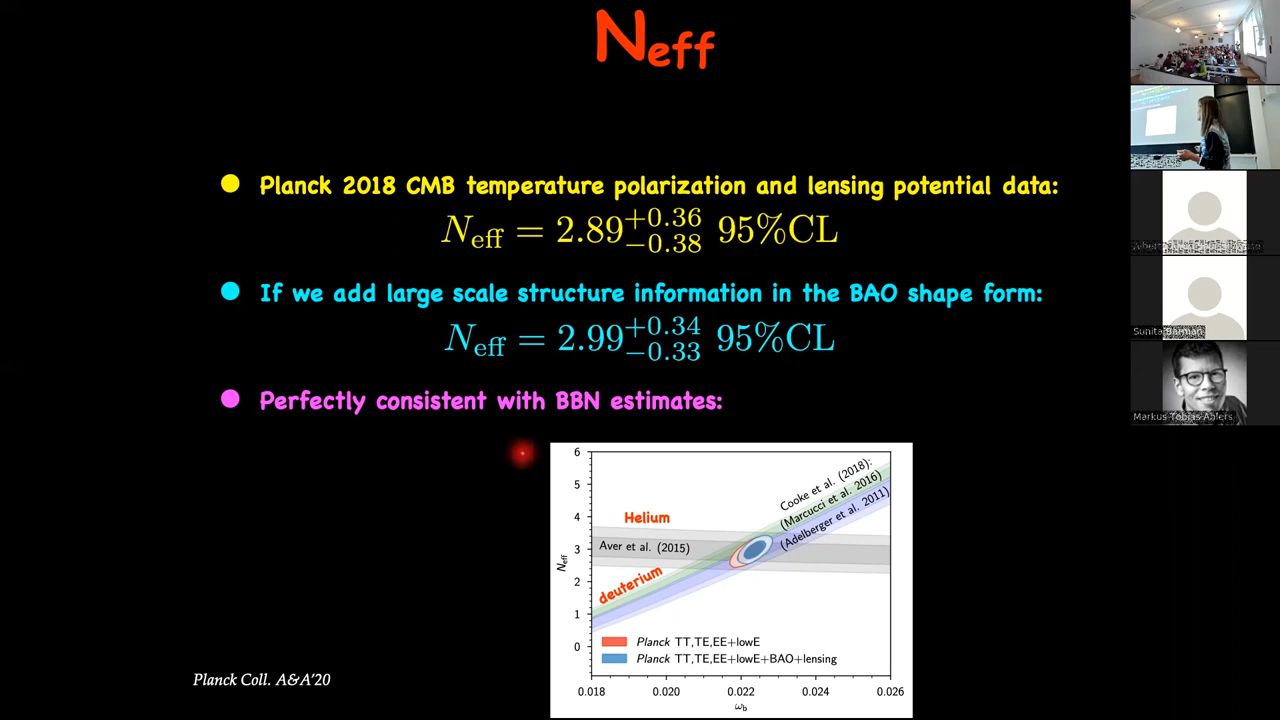 Neff
Planck 2018 CMB temperature polarization and lensing potential data:
N_eff = 2.89 +0.36 −0.38 95%CL
If we add large scale structure information in the BAO shape form:
N_eff = 2.99 +0.34 −0.33 95%CL
Perfectly consistent with BBN estimates:
6
5
4
3
2
1
0
N_eff
Helium
Aver et al. (2015)
deuterium
Cooke et al. (2018):
(Marcucci et al. 2016)
(Adelberger et al. 2011)
Planck TT,TE,EE+lowE
Planck TT,TE,EE+lowE+BAO+lensing
0.018 0.020 0.022 0.024 0.026
ω_b
Planck Coll. A&A'20
Sunita Barman
Markus Tobias Ahlers